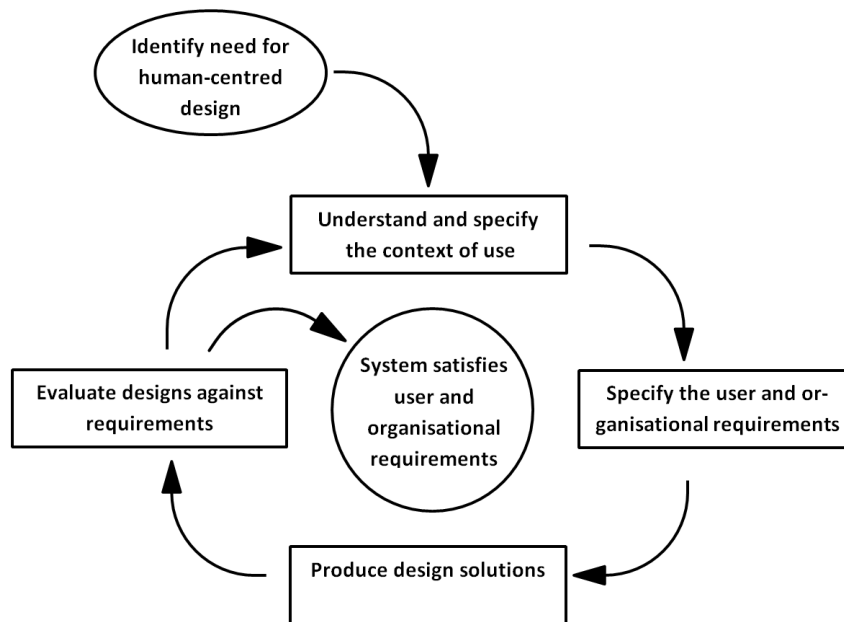 Identify need for
human-centred
design
Understand and specify
the context of use
System satisfies
user and
organisational
requirements
Evaluate designs against
requirements
Specify the user and or-
ganisational requirements
Produce design solutions